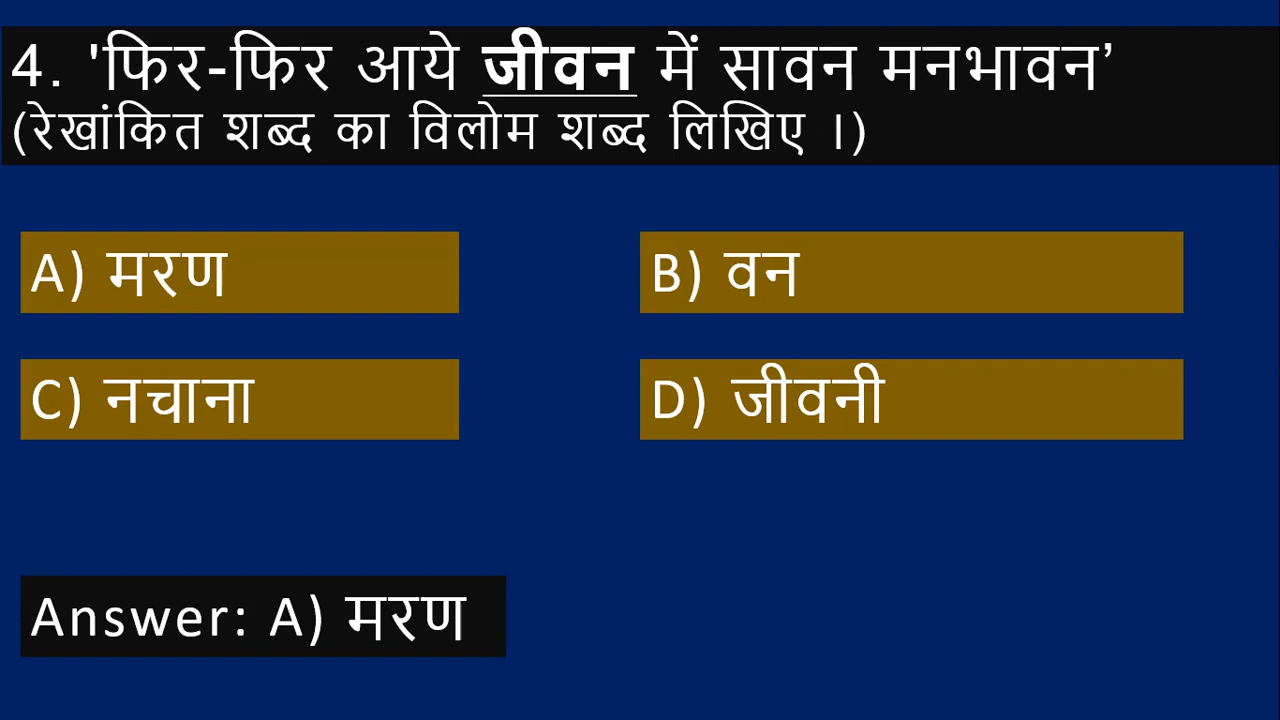 4. 'फिर-फिर आये जीवन में सावन मनभावन’
(रेखांकित शब्द का विलोम शब्द लिखिए ।)
A) मरण
B) वन
C) नचाना
D) जीवनी
Answer: A) मरण